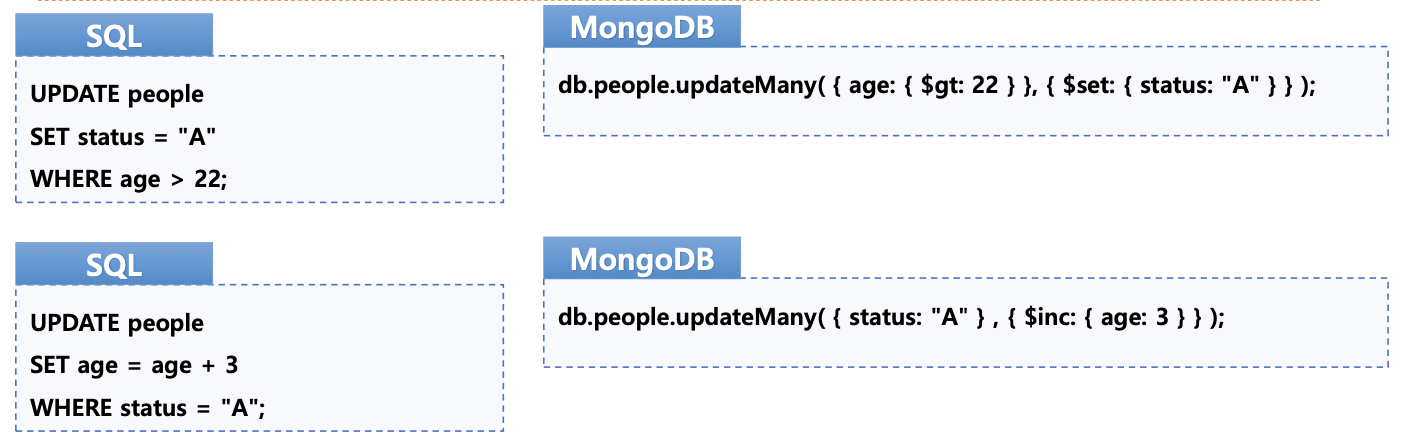 SQL
UPDATE people
SET status = "A"
WHERE age > 22;
MongoDB
db.people.updateMany( { age: { $gt: 22 } }, { $set: { status: "A" } } );
SQL
UPDATE people
SET age = age + 3
WHERE status = "A";
MongoDB
db.people.updateMany( { status: "A" } , { $inc: { age: 3 } } );